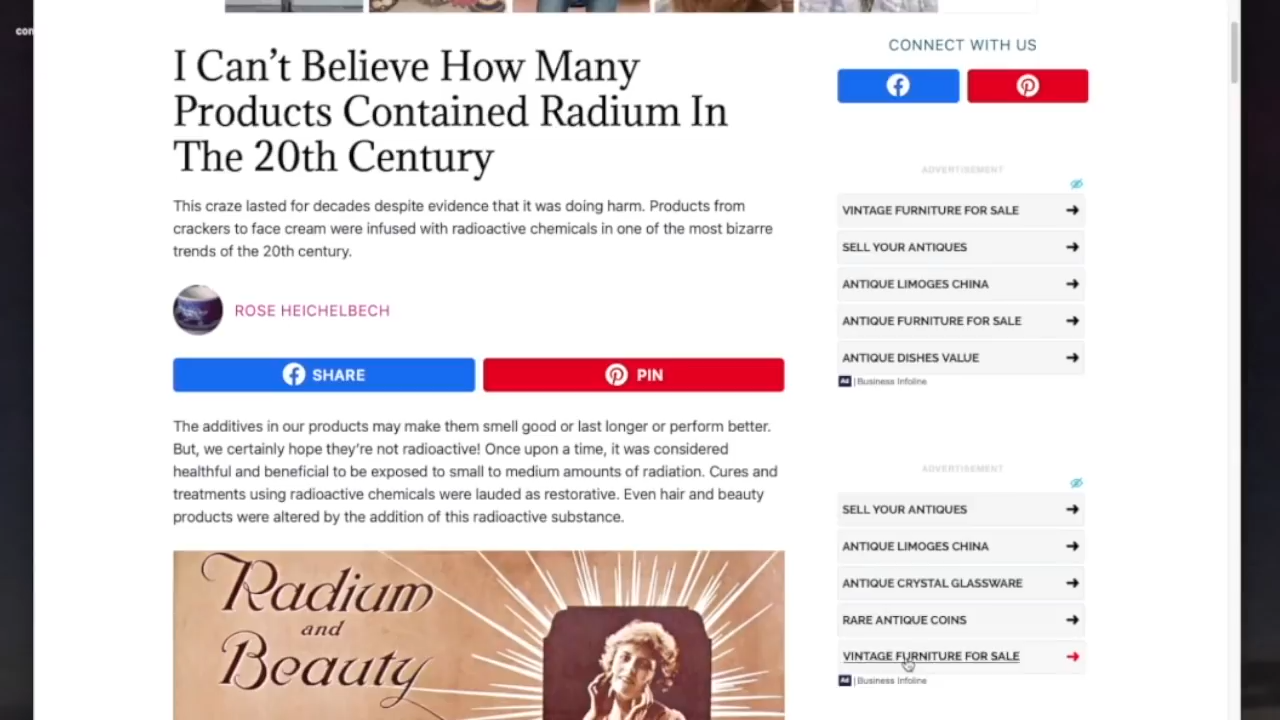 I Can't Believe How Many
Products Contained Radium In
The 20th Century
This craze lasted for decades despite evidence that it was doing harm. Products from
crackers to face cream were infused with radioactive chemicals in one of the most bizarre
trends of the 20th century.
ROSE HEICHELBECH
SHARE
PIN
The additives in our products may make them smell good or last longer or perform better.
But, we certainly hope they're not radioactive! Once upon a time, it was considered
healthful and beneficial to be exposed to small to medium amounts of radiation. Cures and
treatments using radioactive chemicals were lauded as restorative. Even hair and beauty
products were altered by the addition of this radioactive substance.
Radium
and
Beauty
CONNECT WITH US
ADVERTISEMENT
VINTAGE FURNITURE FOR SALE
SELL YOUR ANTIQUES
ANTIQUE LIMOGES CHINA
ANTIQUE FURNITURE FOR SALE
ANTIQUE DISHES VALUE
Ad | Business Infoline
ADVERTISEMENT
SELL YOUR ANTIQUES
ANTIQUE LIMOGES CHINA
ANTIQUE CRYSTAL GLASSWARE
RARE ANTIQUE COINS
VINTAGE FURNITURE FOR SALE
Ad | Business Infoline